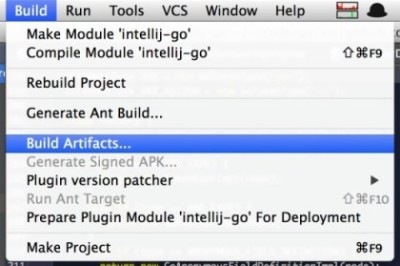 Build Run Tools VCS Window Help
Make Module 'intellij-go'
Compile Module 'intellij-go' ⇧⌘F9
Rebuild Project
Generate Ant Build...
Build Artifacts...
Generate Signed APK...
Plugin version patcher ▶
Run Ant Target ⇧⌘F10
Prepare Plugin Module 'intellij-go' For Deployment
Make Project ⌘F9